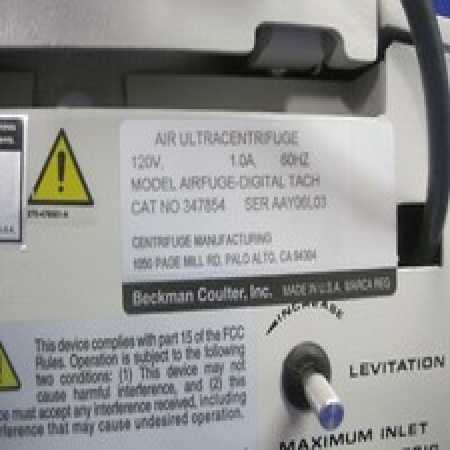 AIR ULTRACENTRIFUGE
120V, 1.0A, 60HZ
MODEL AIRFUGE-DIGITAL TACH
CAT NO 347854 SER AAY06L03
CENTRIFUGE MANUFACTURING
1050 PAGE MILL RD. PALO ALTO, CA 94304
Beckman Coulter, Inc. MADE IN U.S.A. MARCA REG
INCREASE
This device complies with part 15 of the FCC
Rules. Operation is subject to the following
two conditions: (1) This device may not
cause harmful interference, and (2) this
must accept any interference received, including
that may cause undesired operation.
LEVITATION
MAXIMUM INLET